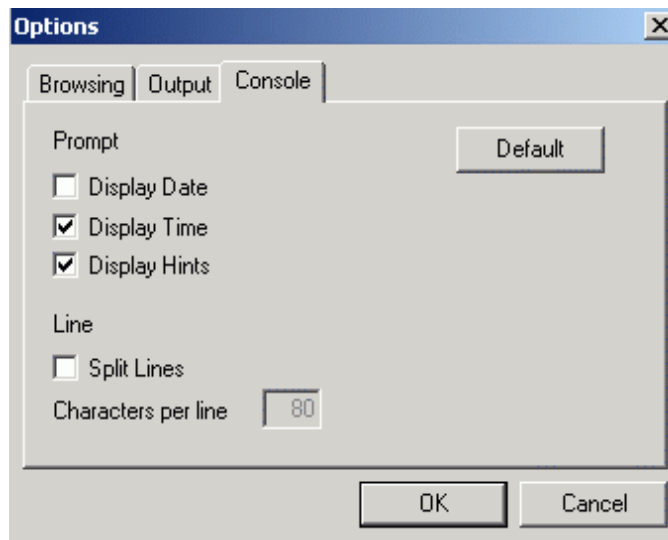 Options
Browsing Output Console
Prompt Default
Display Date
Display Time
Display Hints
Line
Split Lines
Characters per line 80
OK Cancel